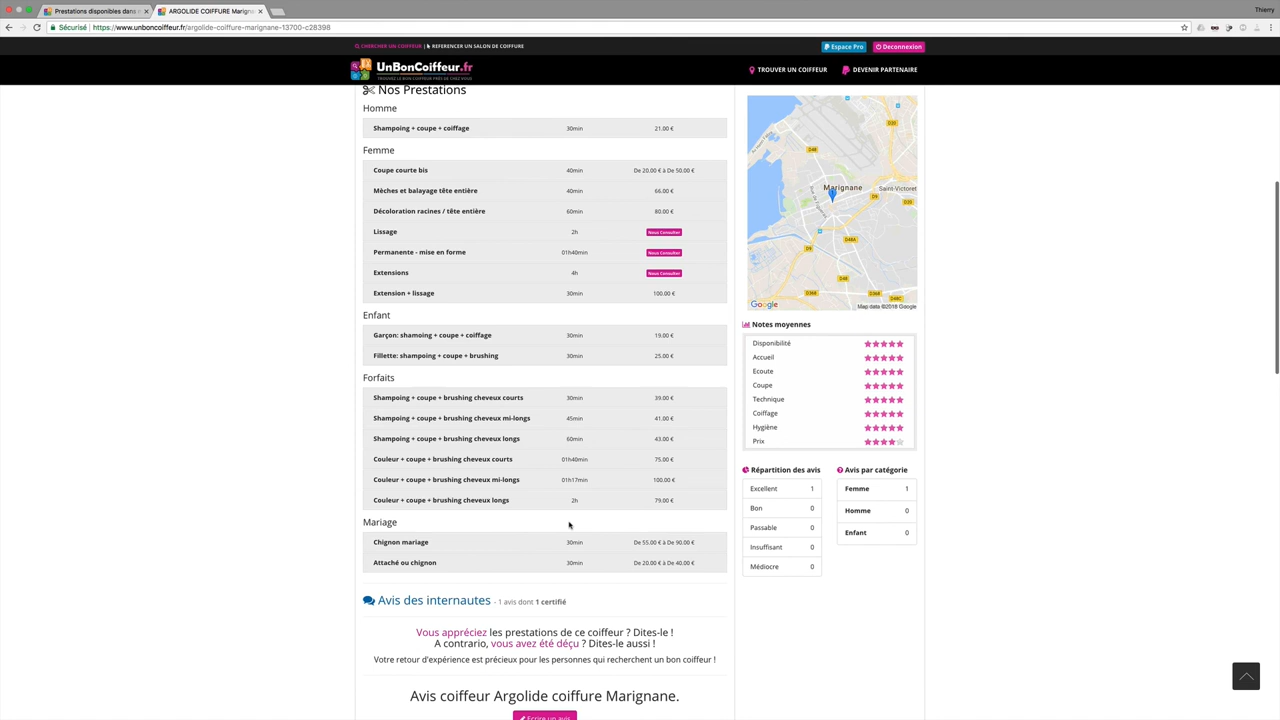 Prestations disponibles dans
ARGOLIDE COIFFURE Marign
Thierry
Sécurisé | https://www.unboncoiffeur.fr/argolide-coiffure-marignane-13700-c28398
CHERCHER UN COIFFEUR | REFERENCER UN SALON DE COIFFURE
Espace Pro
Deconnexion
UnBonCoiffeur.fr
TROUVER UN COIFFEUR
DEVENIR PARTENAIRE
Nos Prestations
Homme
Shampoing + coupe + coiffage 30min 21.00 €
Femme
Coupe courte bis 40min De 20.00 € à De 50.00 €
Mèches et balayage tête entière 40min 66.00 €
Décoloration racines / tête entière 60min 80.00 €
Lissage 2h Nous Consulter
Permanente - mise en forme 01h40min Nous Consulter
Extensions 4h Nous Consulter
Extension + lissage 30min 100.00 €
Enfant
Garçon: shamoing + coupe + coiffage 30min 19.00 €
Fillette: shampoing + coupe + brushing 30min 25.00 €
Forfaits
Shampoing + coupe + brushing cheveux courts 30min 39.00 €
Shampoing + coupe + brushing cheveux mi-longs 45min 41.00 €
Shampoing + coupe + brushing cheveux longs 60min 43.00 €
Couleur + coupe + brushing cheveux courts 01h40min 75.00 €
Couleur + coupe + brushing cheveux mi-longs 01h17min 100.00 €
Couleur + coupe + brushing cheveux longs 2h 79.00 €
Mariage
Chignon mariage 30min De 55.00 € à De 90.00 €
Attaché ou chignon 30min De 20.00 € à De 40.00 €
Avis des internautes - 1 avis dont 1 certifié
Vous appréciez les prestations de ce coiffeur ? Dites-le !
A contrario, vous avez été déçu ? Dites-le aussi !
Votre retour d'expérience est précieux pour les personnes qui recherchent un bon coiffeur !
Avis coiffeur Argolide coiffure Marignane.
Ecrire un avis
D20
D48
Marignane
Saint-Victoret
D9
D20
D48A
D9
D48
D368
D368
D48C
Google
Map data ©2018 Google
Notes moyennes
Disponibilité
Accueil
Ecoute
Coupe
Technique
Coiffage
Hygiène
Prix
Répartition des avis
Excellent 1
Bon 0
Passable 0
Insuffisant 0
Médiocre 0
Avis par catégorie
Femme 1
Homme 0
Enfant 0